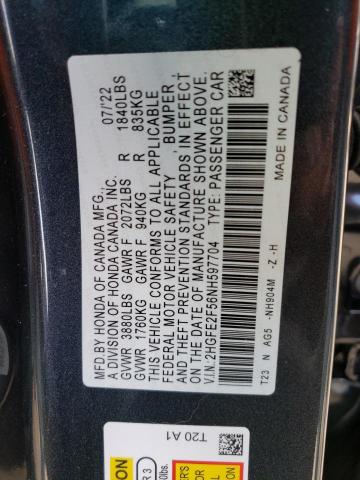 MFD BY HONDA OF CANADA MFG., 07/'22
A DIVISION OF HONDA CANADA INC.
GVWR 3880LBS GAWR F 2072LBS R 1840LBS
GVWR 1760KG GAWR F 940KG R 835KG
THIS VEHICLE CONFORMS TO ALL APPLICABLE
FEDERAL MOTOR VEHICLE SAFETY, BUMPER,
AND THEFT PREVENTION STANDARDS IN EFFECT
ON THE DATE OF MANUFACTURE SHOWN ABOVE.
V.I.N. 2HGFE2F56NH597704 TYPE: PASSENGER CAR
T23 N AG5 -NH904M -Z -H MADE IN CANADA
T20 A1